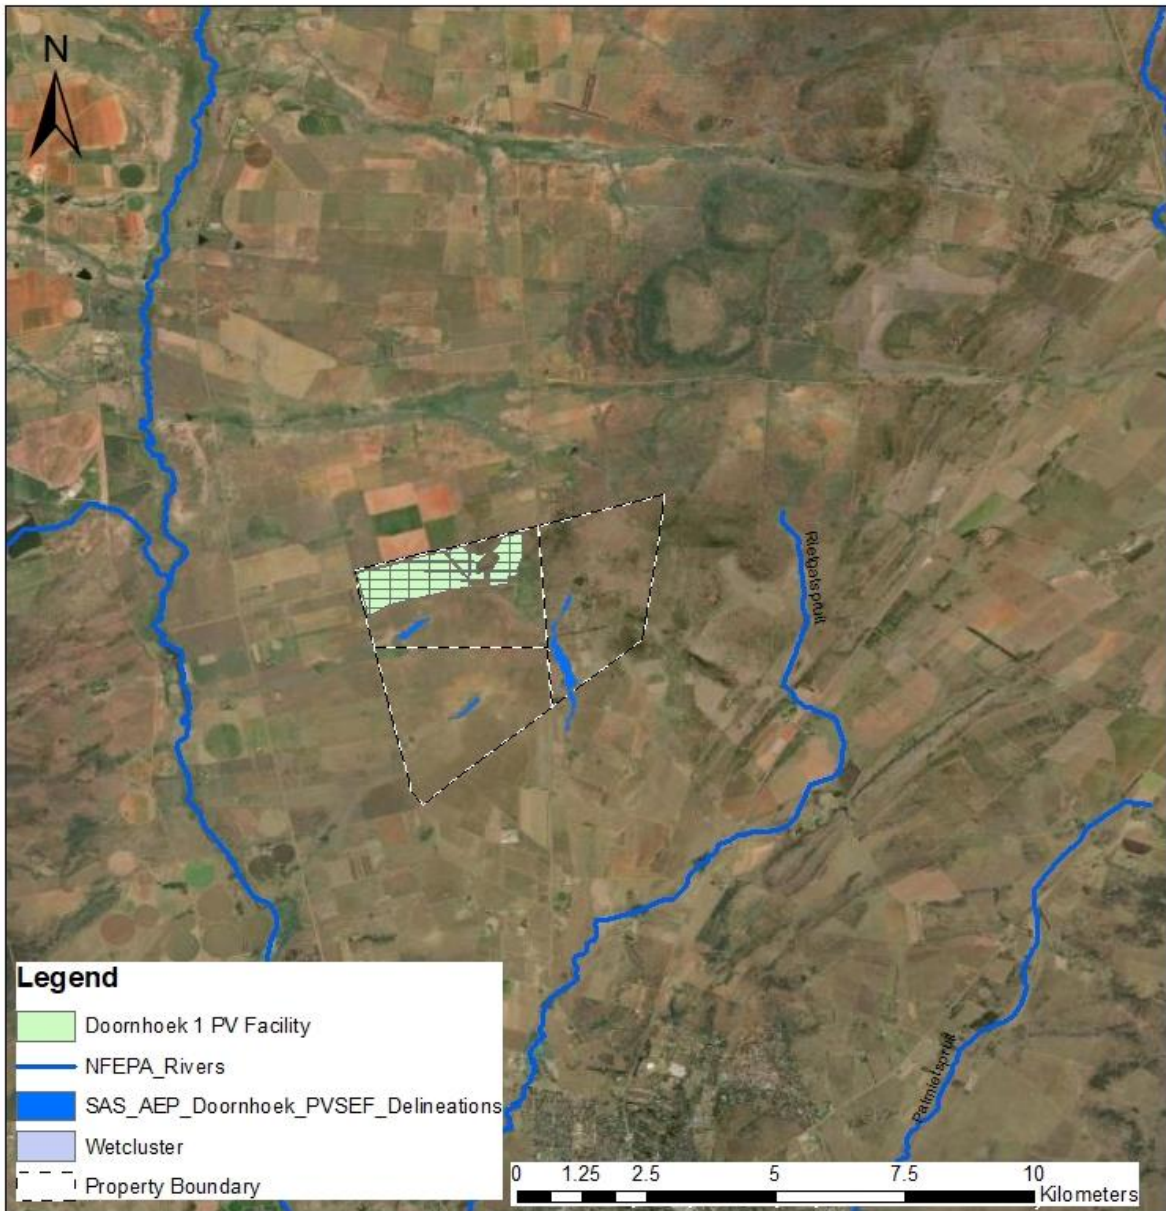 N
Rietgatspruit
Palmietspruit
Legend
Doornhoek 1 PV Facility
NFEPA_Rivers
SAS_AEP_Doornhoek_PVSEF_Delineations
Wetcluster
Property Boundary
0 1.25 2.5 5 7.5 10
Kilometers